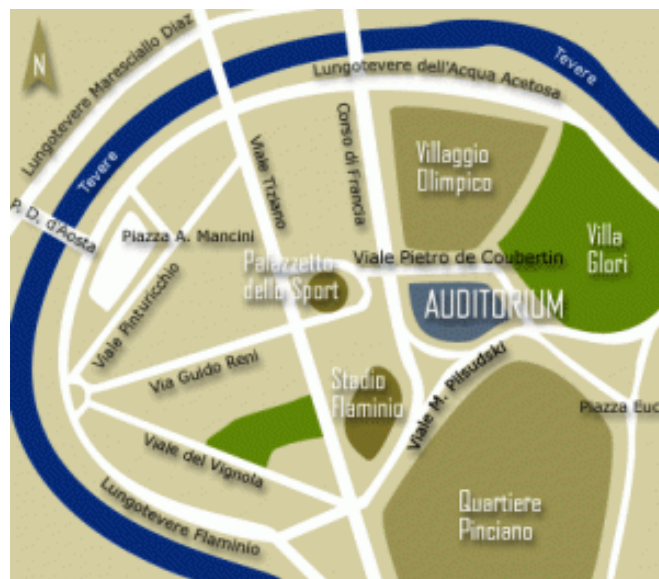 N
Lungotevere Maresciallo Diaz
Tevere
Lungotevere dell'Acqua Acetosa
Tevere
Corso di Francia
Viale Tiziano
Villaggio
Olimpico
P. D. d'Aosta
Piazza A. Mancini
Palazzetto
dello Sport
Viale Pietro de Coubertin
Villa
Glori
AUDITORIUM
Viale Pinturicchio
Via Guido Reni
Stadio
Flaminio
Viale M. Pilsudski
Piazza Euc
Viale del Vignola
Lungotevere Flaminio
Quartiere
Pinciano